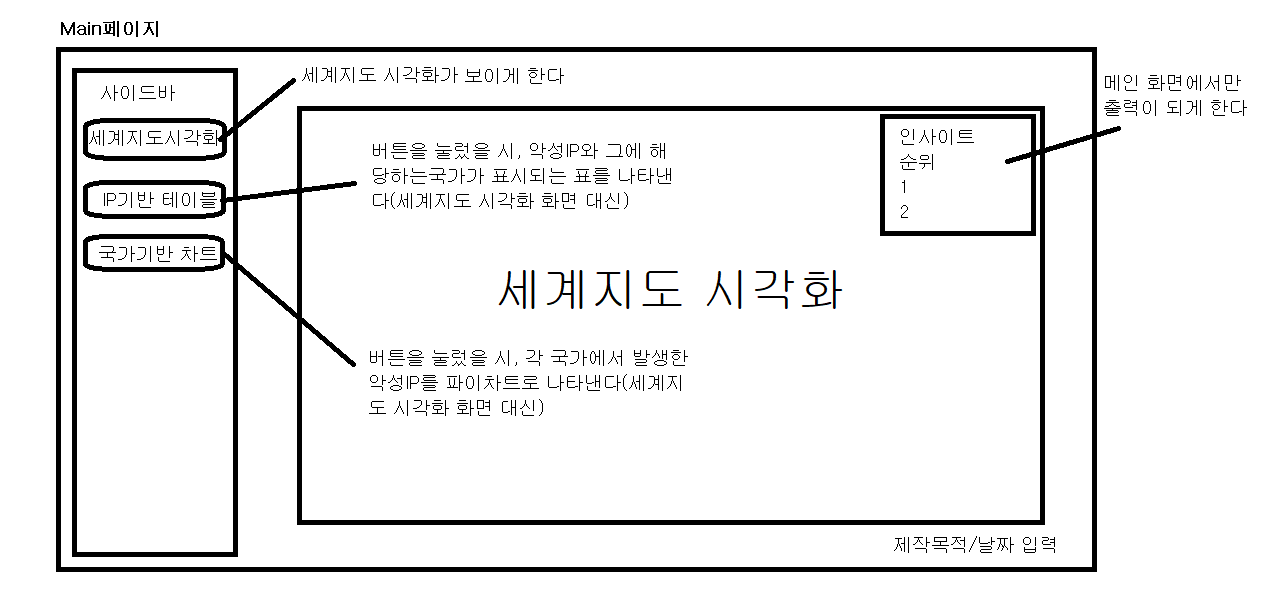 Main페이지
사이드바
세계지도시각화
IP기반 테이블
국가기반 차트
세계지도 시각화가 보이게 한다
버튼을 눌렀을 시, 악성IP와 그에 해
당하는국가가 표시되는 표를 나타낸
다(세계지도 시각화 화면 대신)
인사이트
순위
1
2
메인 화면에서만
출력이 되게 한다
세계지도 시각화
버튼을 눌렀을 시, 각 국가에서 발생한
악성IP를 파이차트로 나타낸다(세계지
도 시각화 화면 대신)
제작목적/날짜 입력